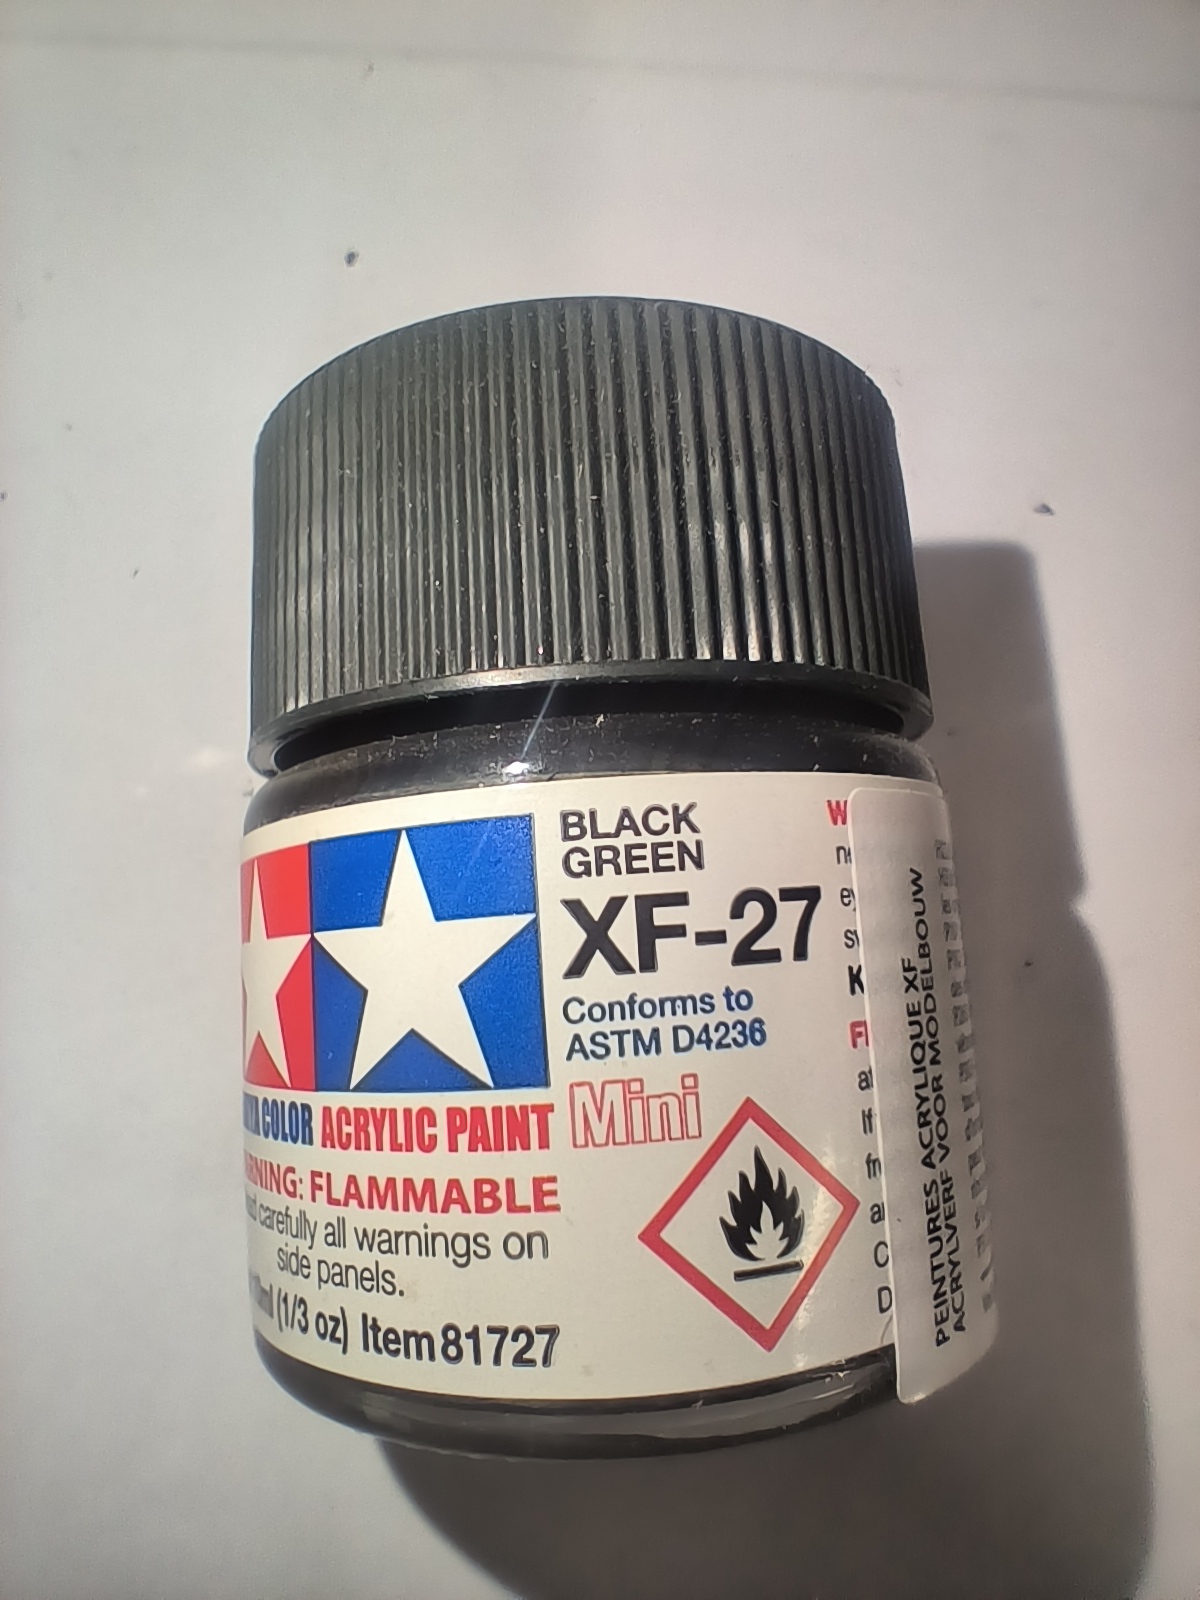 BLACK
GREEN
XF-27
Conforms to
ASTM D4236
COLOR ACRYLIC PAINT
Mini
FLAMMABLE
carefully all warnings on
side panels.
(1/3 oz) Item 81727
PEINTURES ACRYLIQUE XF
ACRYLVERF VOOR MODELBOUW